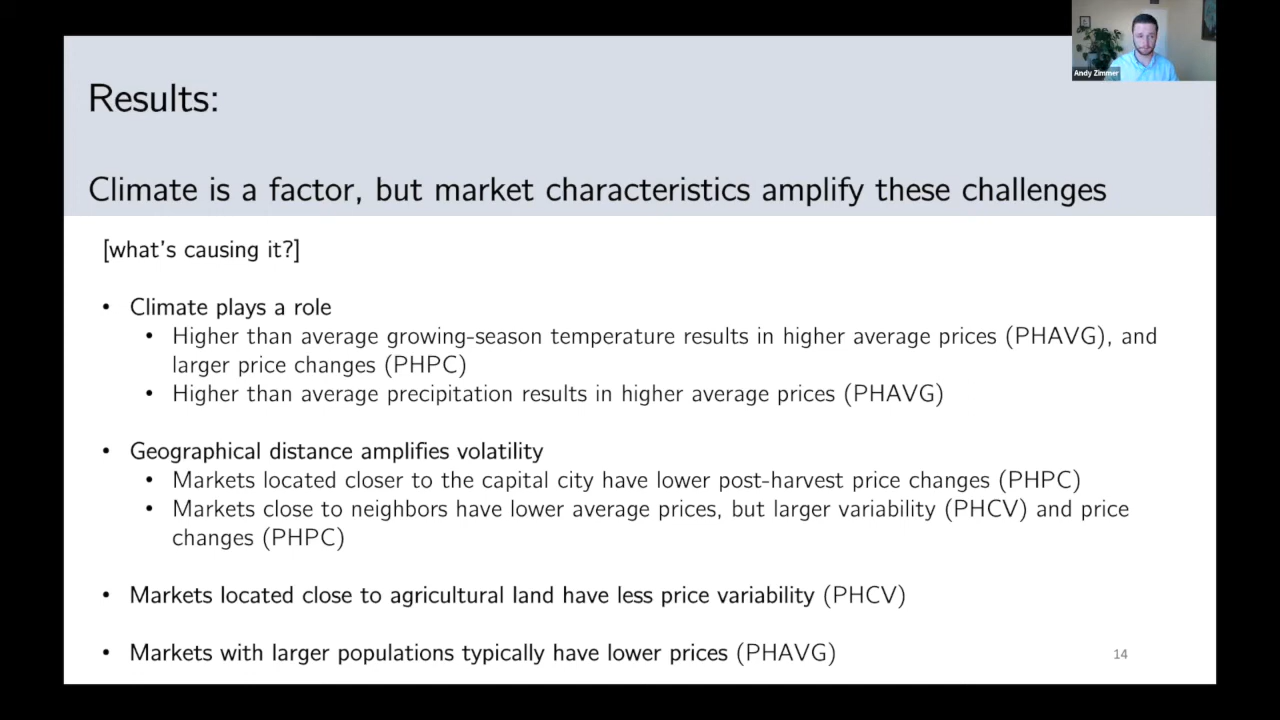 Andy Zimmer
Results:
Climate is a factor, but market characteristics amplify these challenges
[what's causing it?]
• Climate plays a role
• Higher than average growing-season temperature results in higher average prices (PHAVG), and
larger price changes (PHPC)
• Higher than average precipitation results in higher average prices (PHAVG)
• Geographical distance amplifies volatility
• Markets located closer to the capital city have lower post-harvest price changes (PHPC)
• Markets close to neighbors have lower average prices, but larger variability (PHCV) and price
changes (PHPC)
• Markets located close to agricultural land have less price variability (PHCV)
• Markets with larger populations typically have lower prices (PHAVG)
14